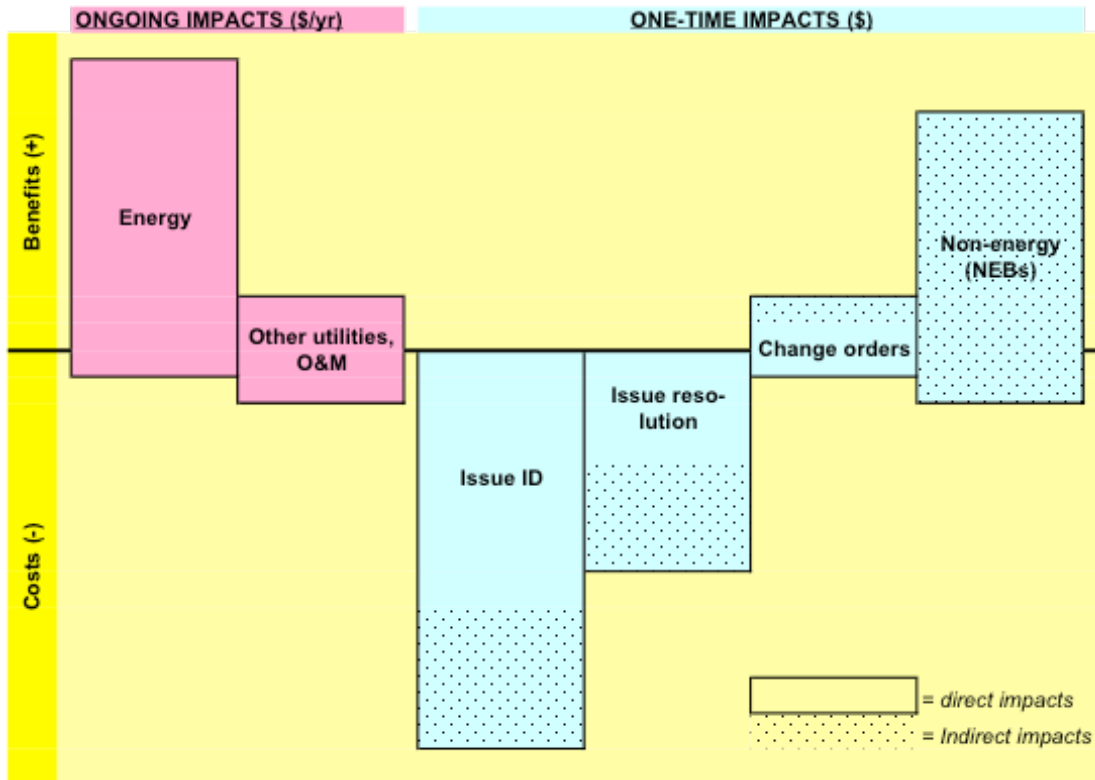 ONGOING IMPACTS ($/yr)
ONE-TIME IMPACTS ($)
Benefits (+)
Costs (-)
Energy
Other utilities,
O&M
Issue ID
Issue reso-
lution
Change orders
Non-energy
(NEBs)
= direct impacts
= Indirect impacts